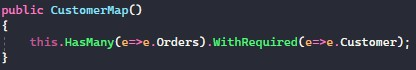 public CustomerMap()
{
this.HasMany(e=>e.Orders).WithRequired(e=>e.Customer);
}